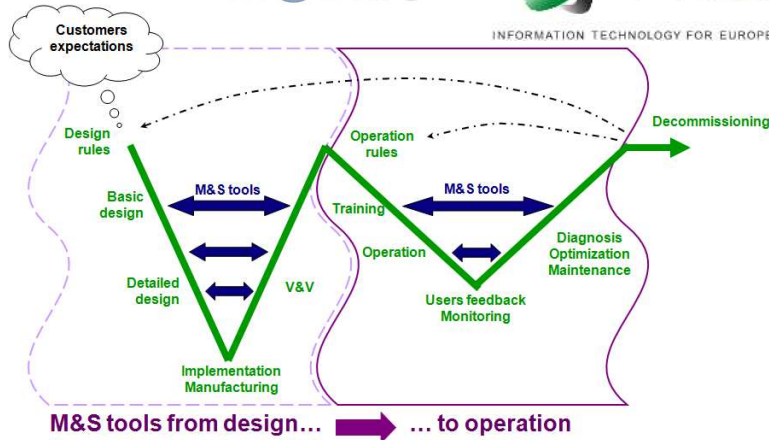 INFORMATION TECHNOLOGY FOR EUROPE
Customers
expectations
Design
rules
Operation
rules
Decommissioning
M&S tools
M&S tools
Basic
design
Training
Operation
Diagnosis
Optimization
Maintenance
Detailed
design
V&V
Users feedback
Monitoring
Implementation
Manufacturing
M&S tools from design… … to operation